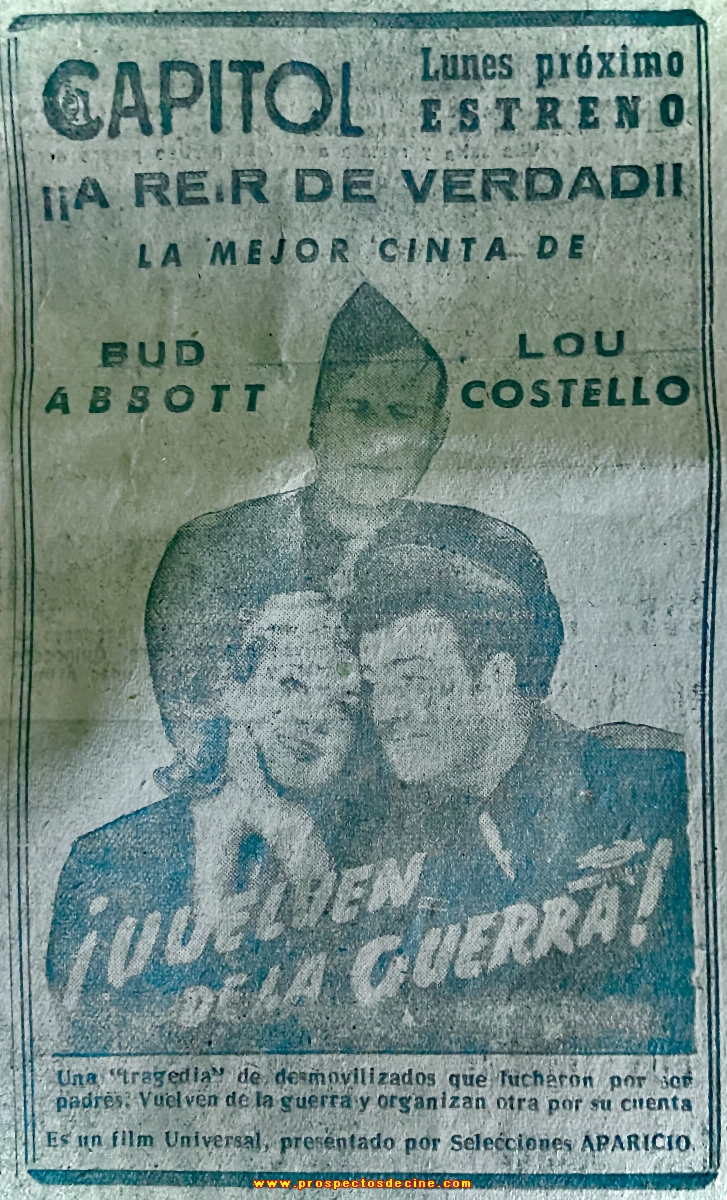 CAPITOL
Lunes próximo
ESTRENO
¡¡A REIR DE VERDAD!!
LA MEJOR CINTA DE
BUD
ABBOTT
LOU
COSTELLO
¡VUELVEN
DE LA GUERRA!
Una "tragedia" de desmovilizados que lucharon por ser
padres. Vuelven de la guerra y organizan otra por su cuenta
Es un film Universal, presentado por Selecciones APARICIO
www.prospectosdecine.com